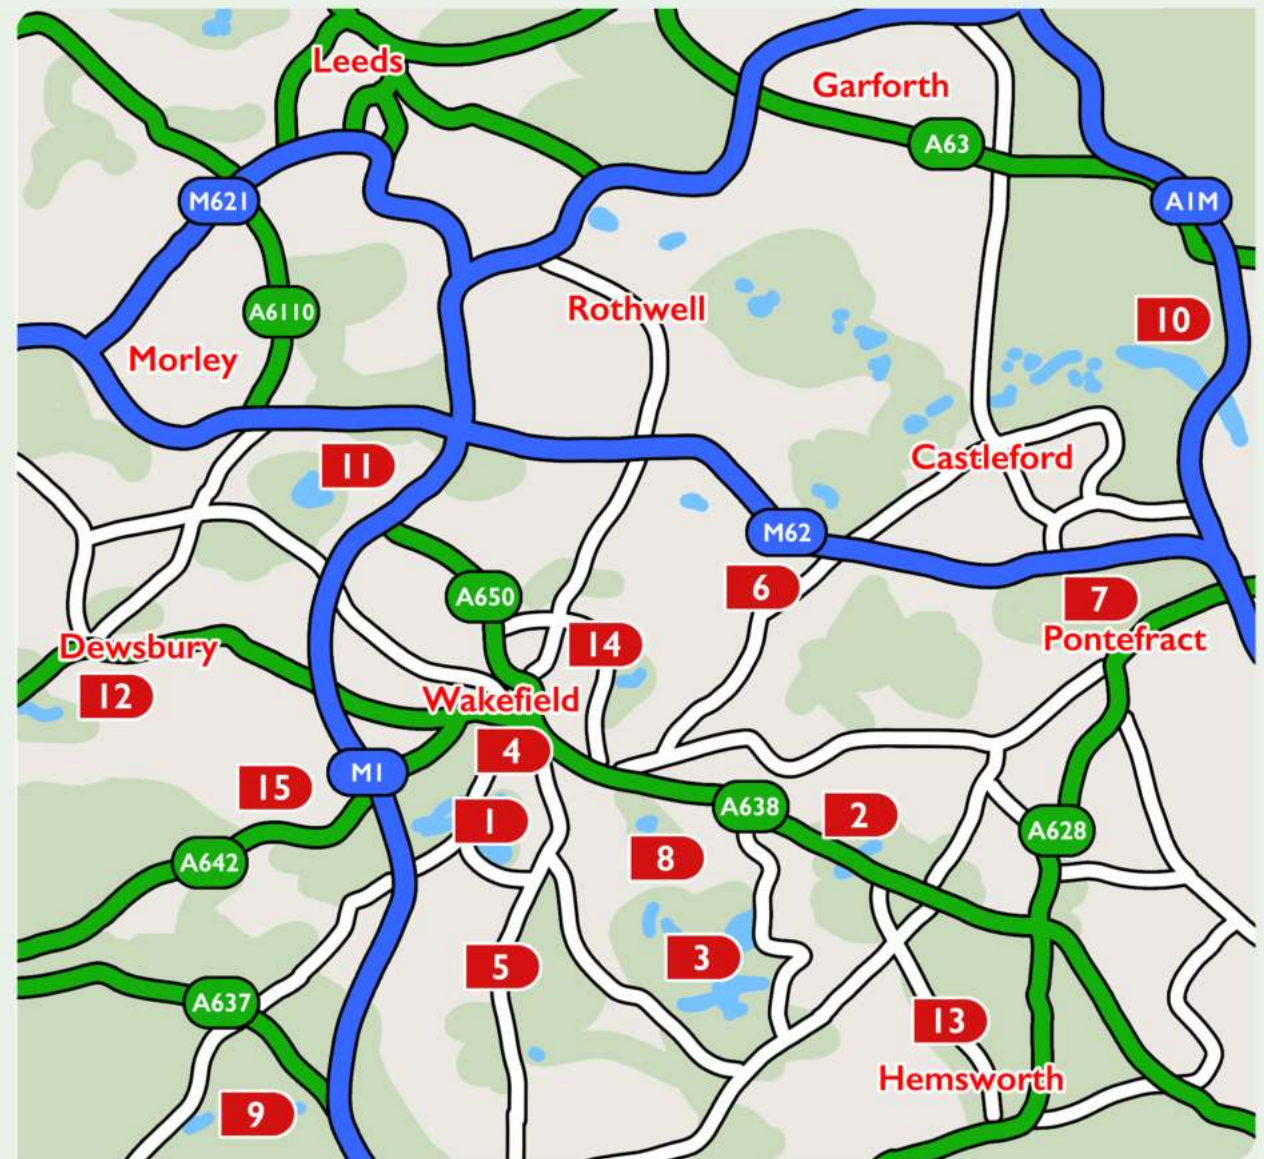 Leeds
Garforth
A63
M621
A1M
A6110
Rothwell
10
Morley
11
Castleford
M62
6
7
A650
14
Pontefract
Dewsbury
12
Wakefield
4
M1
15
A638
2
1
A628
8
A642
3
5
A637
13
Hemsworth
9